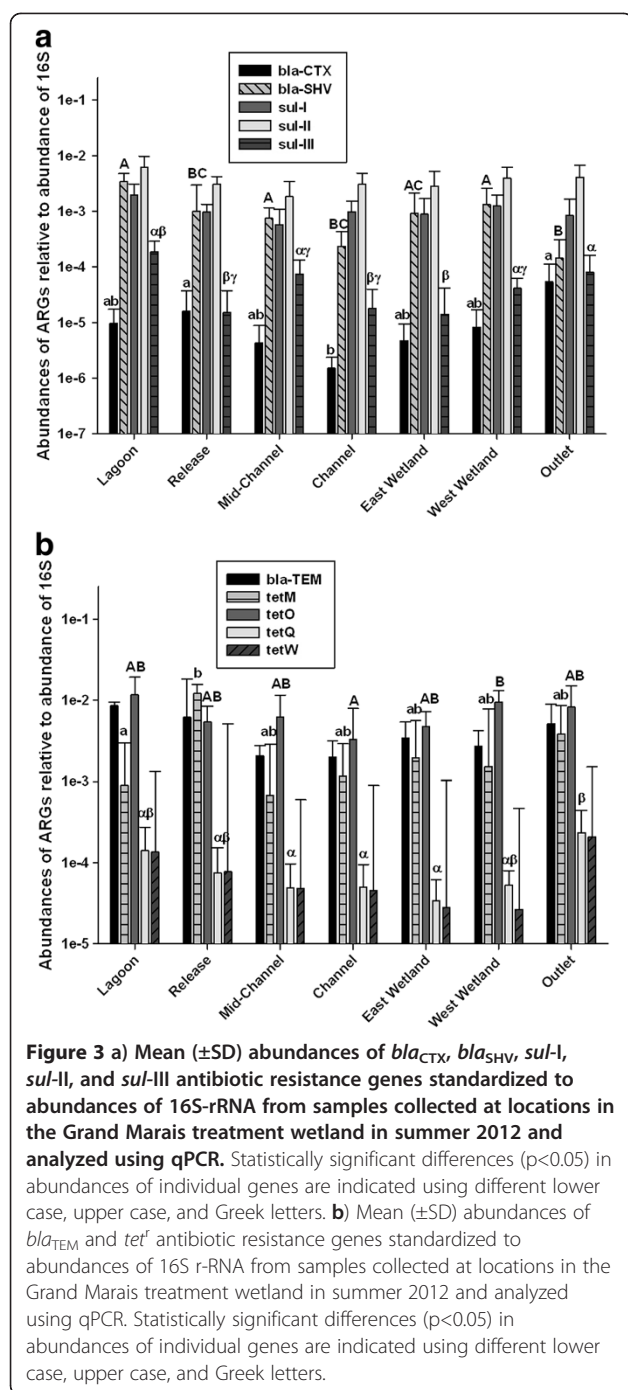 a
Abundances of ARGs relative to abundance of 16S
1e-1
1e-2
1e-3
1e-4
1e-5
1e-6
1e-7
bla-CTX
bla-SHV
sul-I
sul-II
sul-III
ab
A
αβ
a
BC
βγ
ab
A
αγ
b
BC
βγ
ab
AC
β
ab
A
αγ
a
B
α
Lagoon
Release
Mid-Channel
Channel
East Wetland
West Wetland
Outlet
b
Abundances of ARGs relative to abundance of 16S
1e-1
1e-2
1e-3
1e-4
1e-5
bla-TEM
tetM
tetO
tetQ
tetW
a
AB
αβ
b
AB
αβ
ab
AB
α
ab
A
α
ab
AB
α
ab
B
αβ
ab
AB
β
Lagoon
Release
Mid-Channel
Channel
East Wetland
West Wetland
Outlet
Figure 3 a) Mean (±SD) abundances of blaCTX, blaSHV, sul-I,
sul-II, and sul-III antibiotic resistance genes standardized to
abundances of 16S-rRNA from samples collected at locations in
the Grand Marais treatment wetland in summer 2012 and
analyzed using qPCR. Statistically significant differences (p<0.05) in
abundances of individual genes are indicated using different lower
case, upper case, and Greek letters. b) Mean (±SD) abundances of
blaTEM and tetr antibiotic resistance genes standardized to
abundances of 16S r-RNA from samples collected at locations in the
Grand Marais treatment wetland in summer 2012 and analyzed
using qPCR. Statistically significant differences (p<0.05) in
abundances of individual genes are indicated using different lower
case, upper case, and Greek letters.